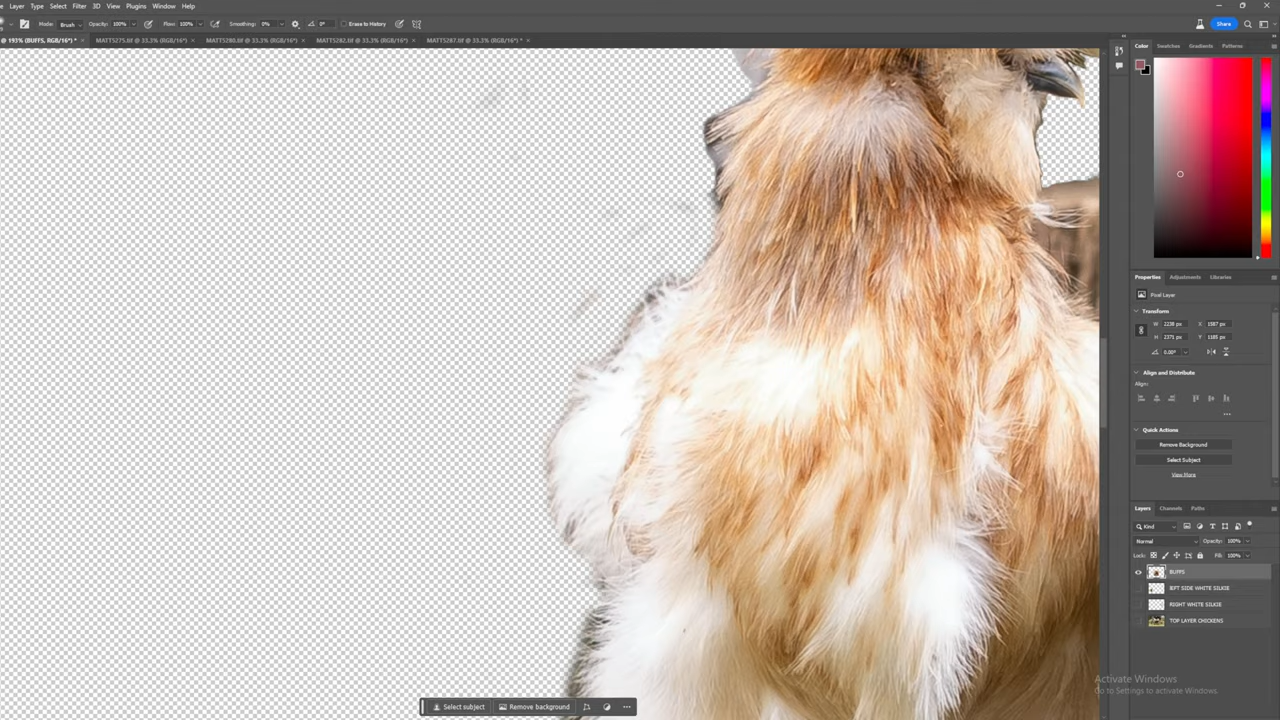 Layer Type Select Filter 3D View Plugins Window Help
Mode: Brush Opacity: 100% Flow: 100% Smoothing: 0% 0° Erase to History Share
@ 193% (BUFFS, RGB/16*) * × MATT5275.tif @ 33.3% (RGB/16*) × MATT5280.tif @ 33.3% (RGB/16*) × MATT5282.tif @ 33.3% (RGB/16*) × MATT5287.tif @ 33.3% (RGB/16*) * ×
Color Swatches Gradients Patterns
Properties Adjustments Libraries
Pixel Layer
Transform
W 2238 px X 1587 px
H 2371 px Y 1185 px
0.00°
Align and Distribute
Align:
Quick Actions
Remove Background
Select Subject
View More
Layers Channels Paths
Kind
Normal Opacity: 100%
Lock: Fill: 100%
BUFFS
LEFT SIDE WHITE SILKIE
RIGHT WHITE SILKIE
TOP LAYER CHICKENS
Activate Windows
Go to Settings to activate Windows.
Select subject Remove background